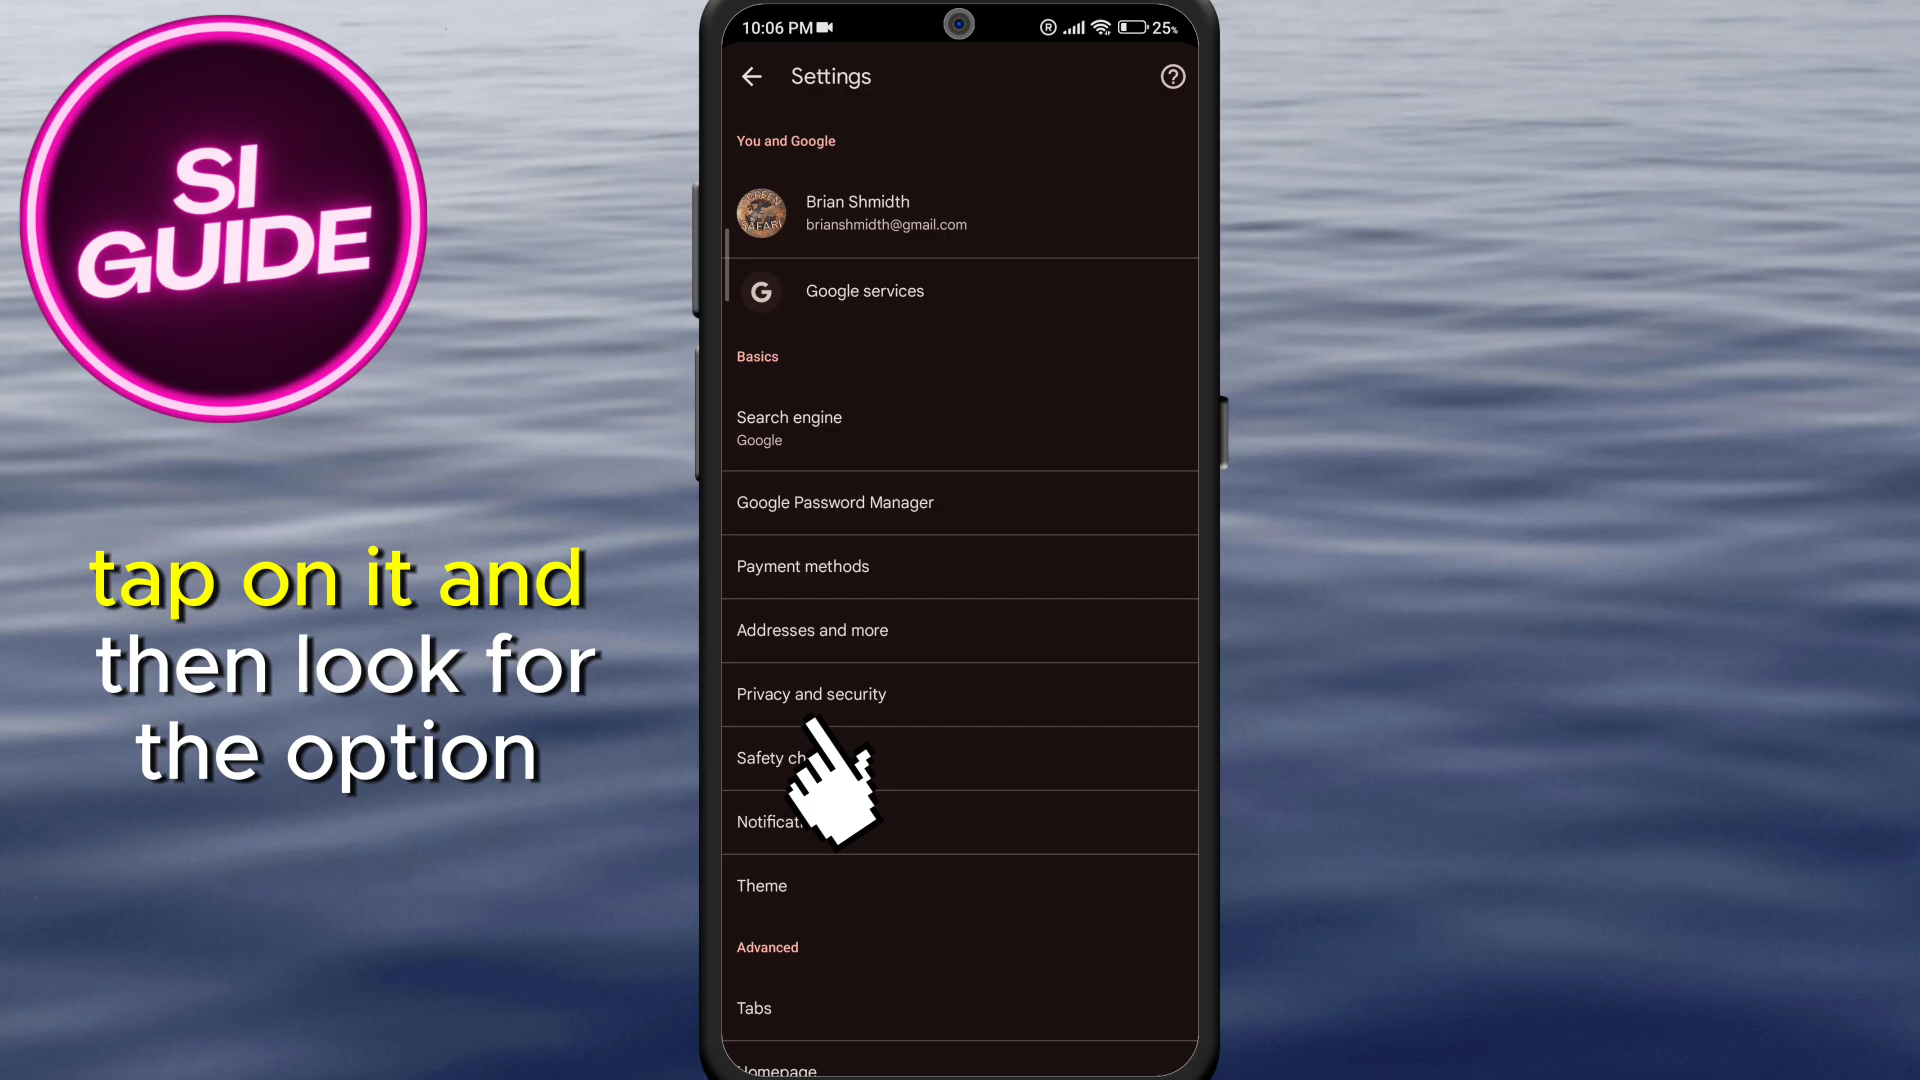 SI
GUIDE
tap on it and
then look for
the option
10:06 PM
25%
Settings
You and Google
Brian Shmidth
brianshmidth@gmail.com
Google services
Basics
Search engine
Google
Google Password Manager
Payment methods
Addresses and more
Privacy and security
Safety ch
Notificat
Theme
Advanced
Tabs
Homepage